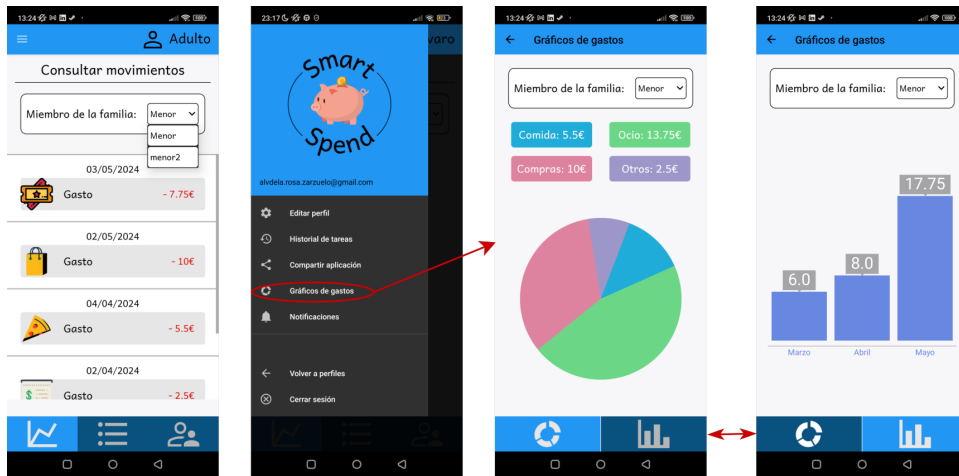 13:24
Adulto
Consultar movimientos
Miembro de la familia: Menor
Menor
menor2
03/05/2024
Gasto - 7.75€
02/05/2024
Gasto - 10€
04/04/2024
Gasto - 5.5€
02/04/2024
Gasto - 2.5€
23:17
varo
Smart
Spend
alvdela.rosa.zarzuelo@gmail.com
Editar perfil
Historial de tareas
Compartir aplicación
Gráficos de gastos
Notificaciones
Volver a perfiles
Cerrar sesión
13:24
Gráficos de gastos
Miembro de la familia: Menor
Comida: 5.5€ Ocio: 13.75€
Compras: 10€ Otros: 2.5€
13:24
Gráficos de gastos
Miembro de la familia: Menor
17.75
8.0
6.0
Marzo Abril Mayo